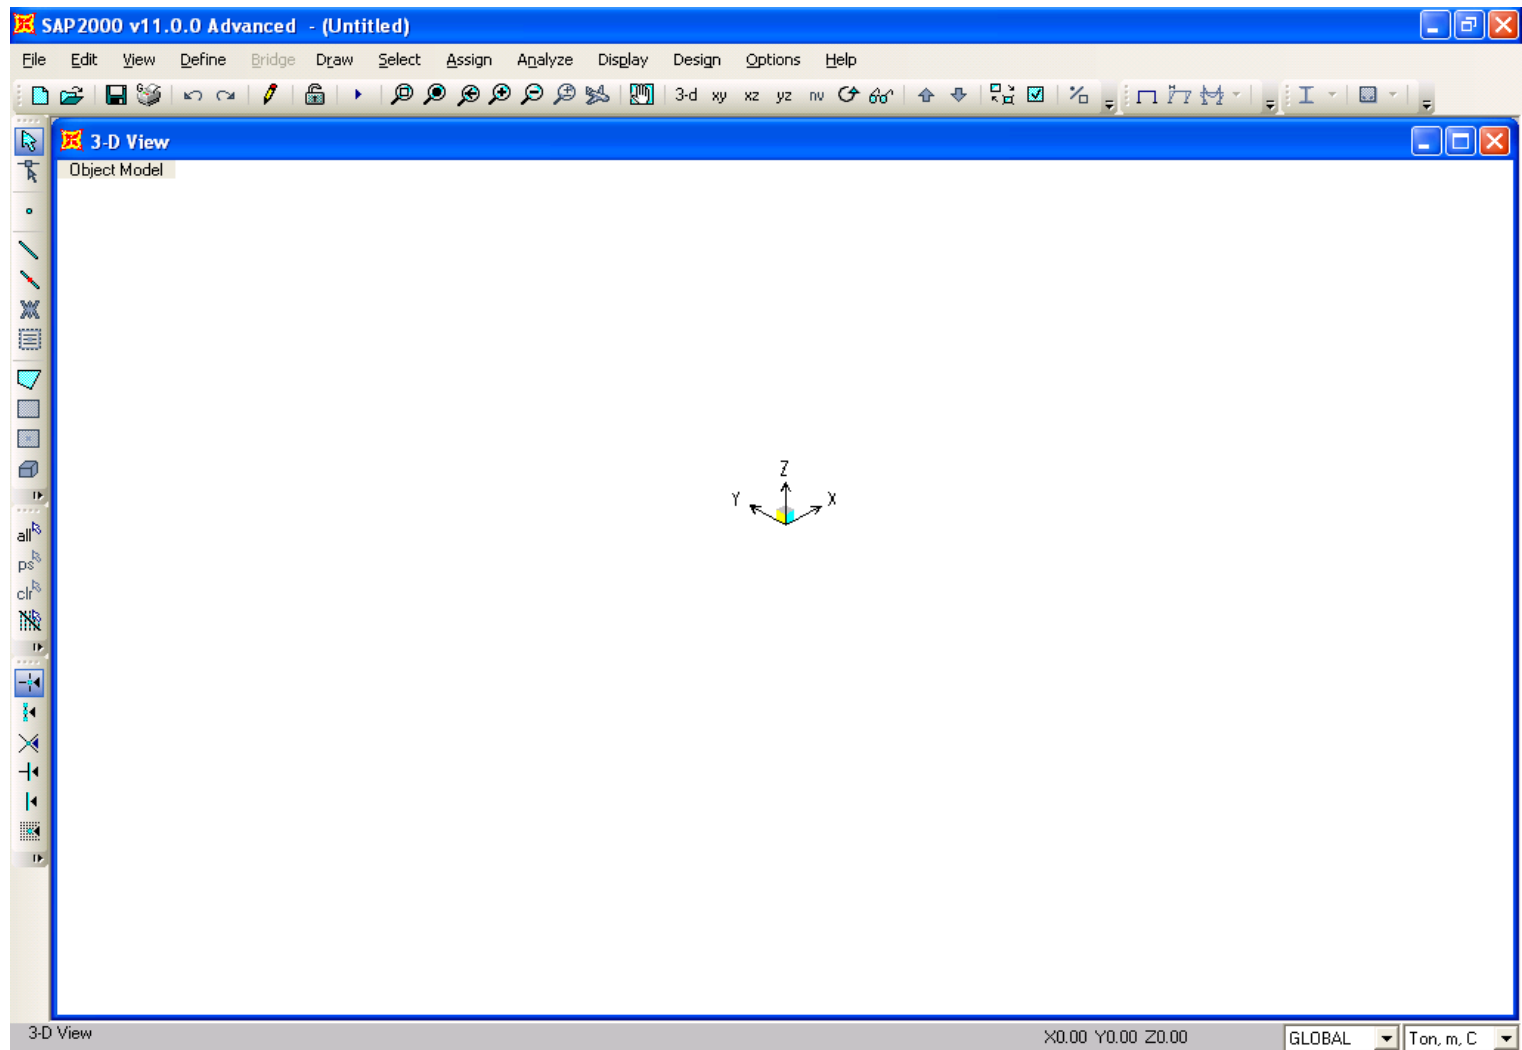 SAP2000 v11.0.0 Advanced - (Untitled)
File Edit View Define Bridge Draw Select Assign Analyze Display Design Options Help
3-d xy xz yz nv
3-D View
Object Model
Z
Y X
all
ps
clr
3-D View X0.00 Y0.00 Z0.00 GLOBAL Ton, m, C